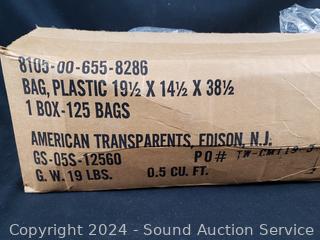 8105-00-655-8286
BAG, PLASTIC 19½ X 14½ X 38½
1 BOX-125 BAGS
AMERICAN TRANSPARENTS, EDISON, N.J.
GS-05S-12560 PO#
G. W. 19 LBS. 0.5 CU. FT.
Copyright 2024 - Sound Auction Service